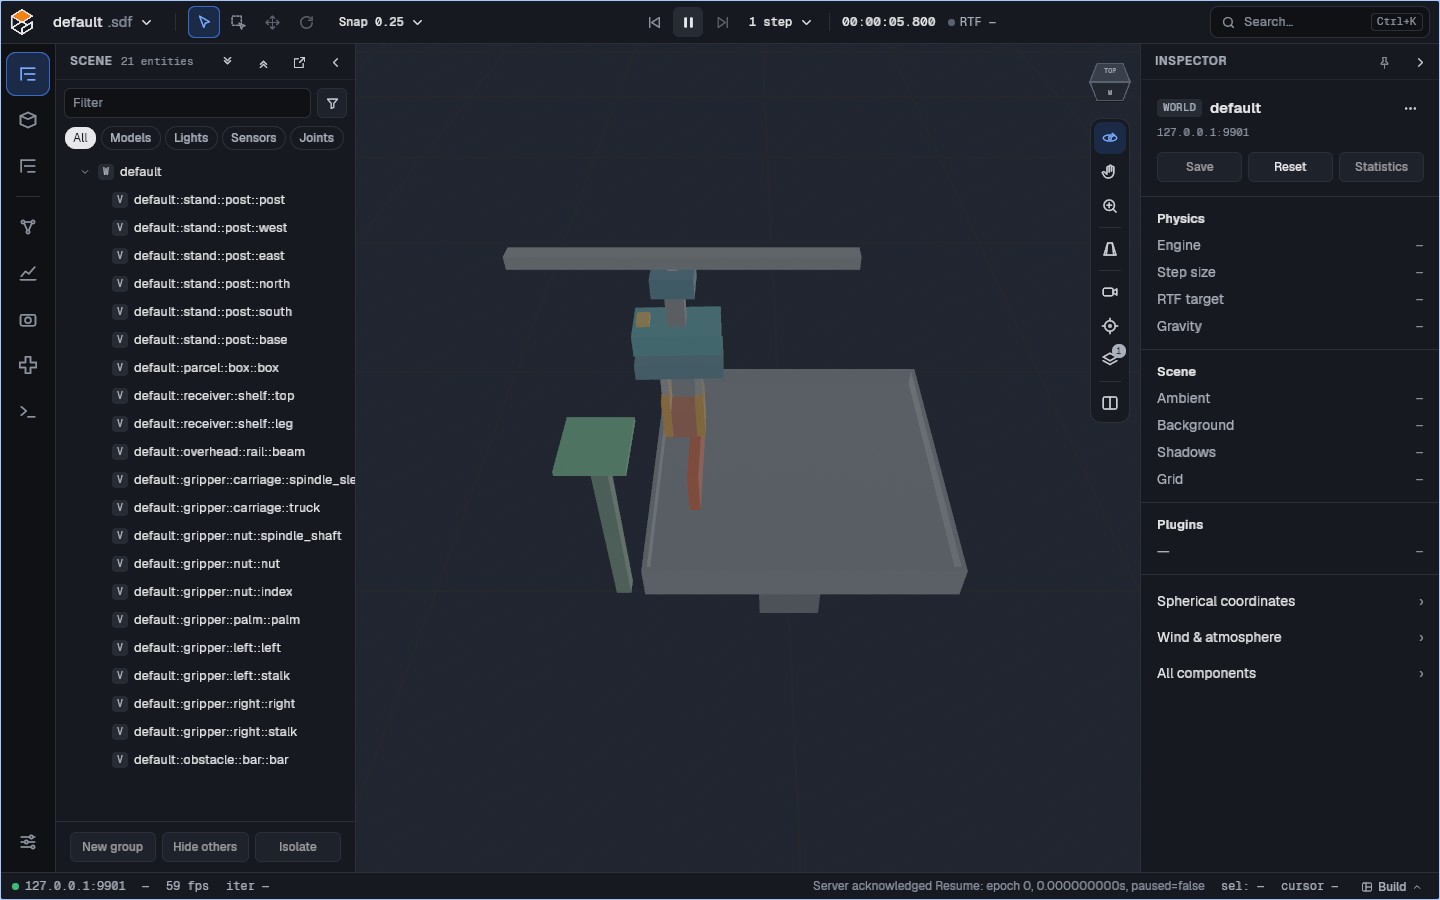 default .sdf
Snap 0.25
1 step
00:00:05.800
RTF –
Search...
Ctrl+K
SCENE 21 entities
Filter
All
Models
Lights
Sensors
Joints
W default
V default::stand::post::post
V default::stand::post::west
V default::stand::post::east
V default::stand::post::north
V default::stand::post::south
V default::stand::post::base
V default::parcel::box::box
V default::receiver::shelf::top
V default::receiver::shelf::leg
V default::overhead::rail::beam
V default::gripper::carriage::spindle_sle
V default::gripper::carriage::truck
V default::gripper::nut::spindle_shaft
V default::gripper::nut::nut
V default::gripper::nut::index
V default::gripper::palm::palm
V default::gripper::left::left
V default::gripper::left::stalk
V default::gripper::right::right
V default::gripper::right::stalk
V default::obstacle::bar::bar
New group
Hide others
Isolate
TOP
1
INSPECTOR
WORLD default
127.0.0.1:9901
Save
Reset
Statistics
Physics
Engine –
Step size –
RTF target –
Gravity –
Scene
Ambient –
Background –
Shadows –
Grid –
Plugins
— –
Spherical coordinates
Wind & atmosphere
All components
127.0.0.1:9901 – 59 fps iter –
Server acknowledged Resume: epoch 0, 0.000000000s, paused=false
sel: –
cursor –
Build